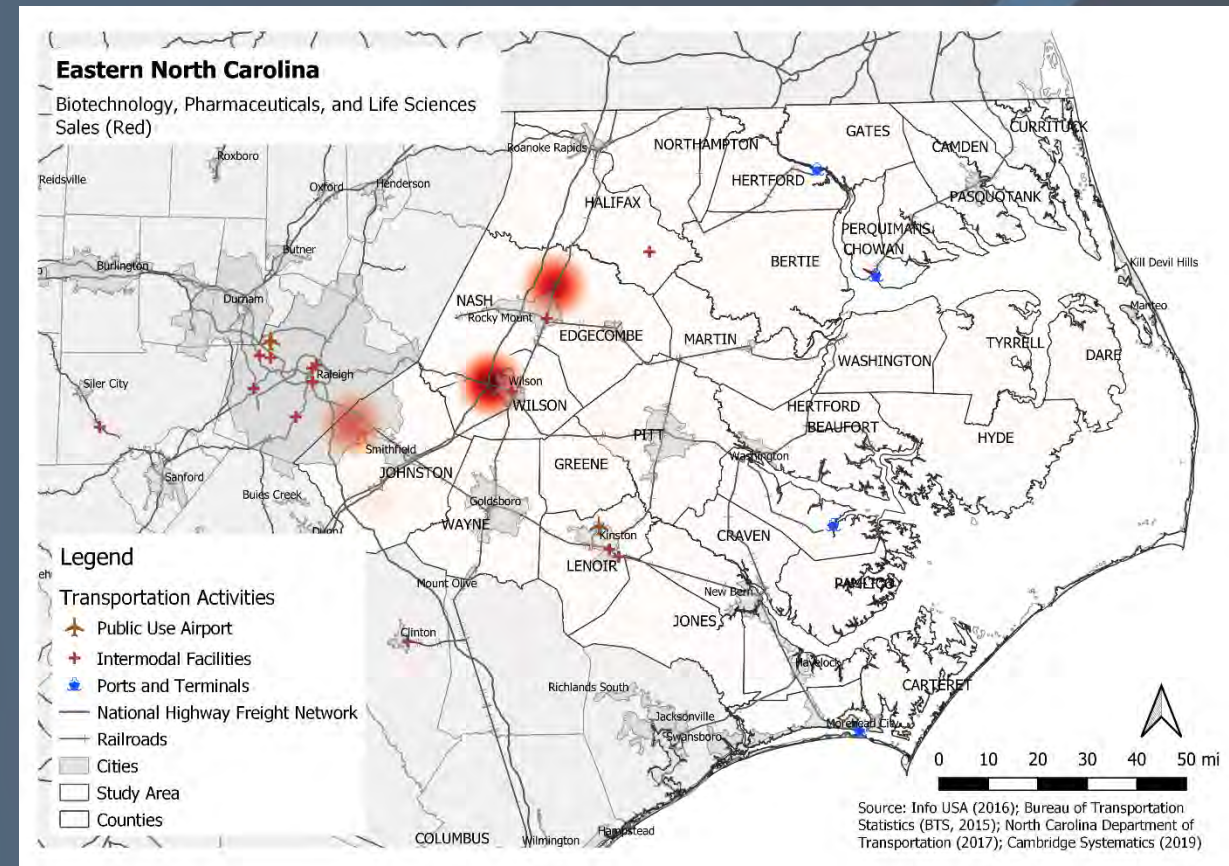 Eastern North Carolina
Biotechnology, Pharmaceuticals, and Life Sciences
Sales (Red)
Roxboro
Reidsville
Oxford
Henderson
Roanoke Rapids
NORTHAMPTON
GATES
CURRITUCK
CAMDEN
HERTFORD
PASQUOTANK
HALIFAX
PERQUIMANS
CHOWAN
Butner
Burlington
BERTIE
Kill Devil Hills
Durham
NASH
Rocky Mount
Manteo
EDGECOMBE
MARTIN
TYRRELL
DARE
WASHINGTON
Siler City
Raleigh
Wilson
WILSON
HERTFORD
BEAUFORT
HYDE
PITT
Smithfield
Washington
JOHNSTON
GREENE
Sanford
Buies Creek
Goldsboro
WAYNE
Kinston
CRAVEN
LENOIR
Mount Olive
New Bern
JONES
Clinton
Havelock
CARTERET
Richlands South
Jacksonville
Swansboro
Morehead City
COLUMBUS
Wilmington
Hampstead
Legend
Transportation Activities
Public Use Airport
Intermodal Facilities
Ports and Terminals
National Highway Freight Network
Railroads
Cities
Study Area
Counties
0 10 20 30 40 50 mi
Source: Info USA (2016); Bureau of Transportation
Statistics (BTS, 2015); North Carolina Department of
Transportation (2017); Cambridge Systematics (2019)